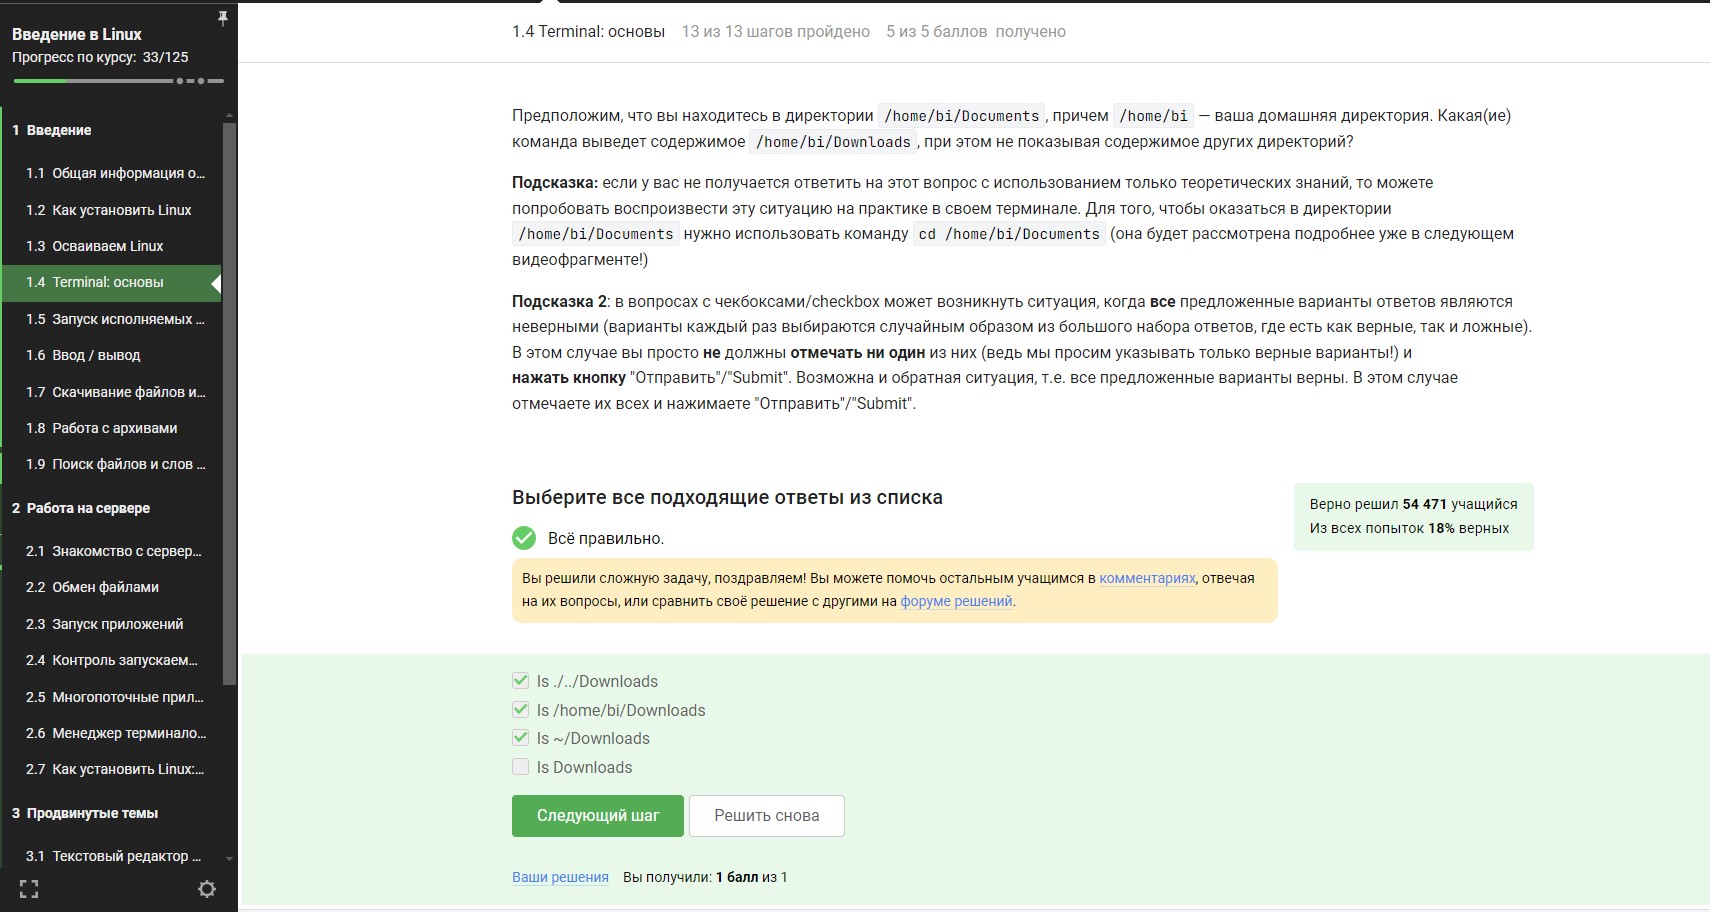 Введение в Linux
Прогресс по курсу: 33/125
1 Введение
1.1 Общая информация о...
1.2 Как установить Linux
1.3 Осваиваем Linux
1.4 Terminal: основы
1.5 Запуск исполняемых ...
1.6 Ввод / вывод
1.7 Скачивание файлов и...
1.8 Работа с архивами
1.9 Поиск файлов и слов ...
2 Работа на сервере
2.1 Знакомство с сервер...
2.2 Обмен файлами
2.3 Запуск приложений
2.4 Контроль запускаем...
2.5 Многопоточные прил...
2.6 Менеджер терминало...
2.7 Как установить Linux:...
3 Продвинутые темы
3.1 Текстовый редактор ...
1.4 Terminal: основы 13 из 13 шагов пройдено 5 из 5 баллов получено
Предположим, что вы находитесь в директории /home/bi/Documents, причем /home/bi — ваша домашняя директория. Какая(ие)
команда выведет содержимое /home/bi/Downloads, при этом не показывая содержимое других директорий?
Подсказка: если у вас не получается ответить на этот вопрос с использованием только теоретических знаний, то можете
попробовать воспроизвести эту ситуацию на практике в своем терминале. Для того, чтобы оказаться в директории
/home/bi/Documents нужно использовать команду cd /home/bi/Documents (она будет рассмотрена подробнее уже в следующем
видеофрагменте!)
Подсказка 2: в вопросах с чекбоксами/checkbox может возникнуть ситуация, когда все предложенные варианты ответов являются
неверными (варианты каждый раз выбираются случайным образом из большого набора ответов, где есть как верные, так и ложные).
В этом случае вы просто не должны отмечать ни один из них (ведь мы просим указывать только верные варианты!) и
нажать кнопку "Отправить"/"Submit". Возможна и обратная ситуация, т.е. все предложенные варианты верны. В этом случае
отмечаете их всех и нажимаете "Отправить"/"Submit".
Выберите все подходящие ответы из списка
Всё правильно.
Верно решил 54 471 учащийся
Из всех попыток 18% верных
Вы решили сложную задачу, поздравляем! Вы можете помочь остальным учащимся в комментариях, отвечая
на их вопросы, или сравнить своё решение с другими на форуме решений.
ls ./../Downloads
ls /home/bi/Downloads
ls ~/Downloads
ls Downloads
Следующий шаг Решить снова
Ваши решения Вы получили: 1 балл из 1